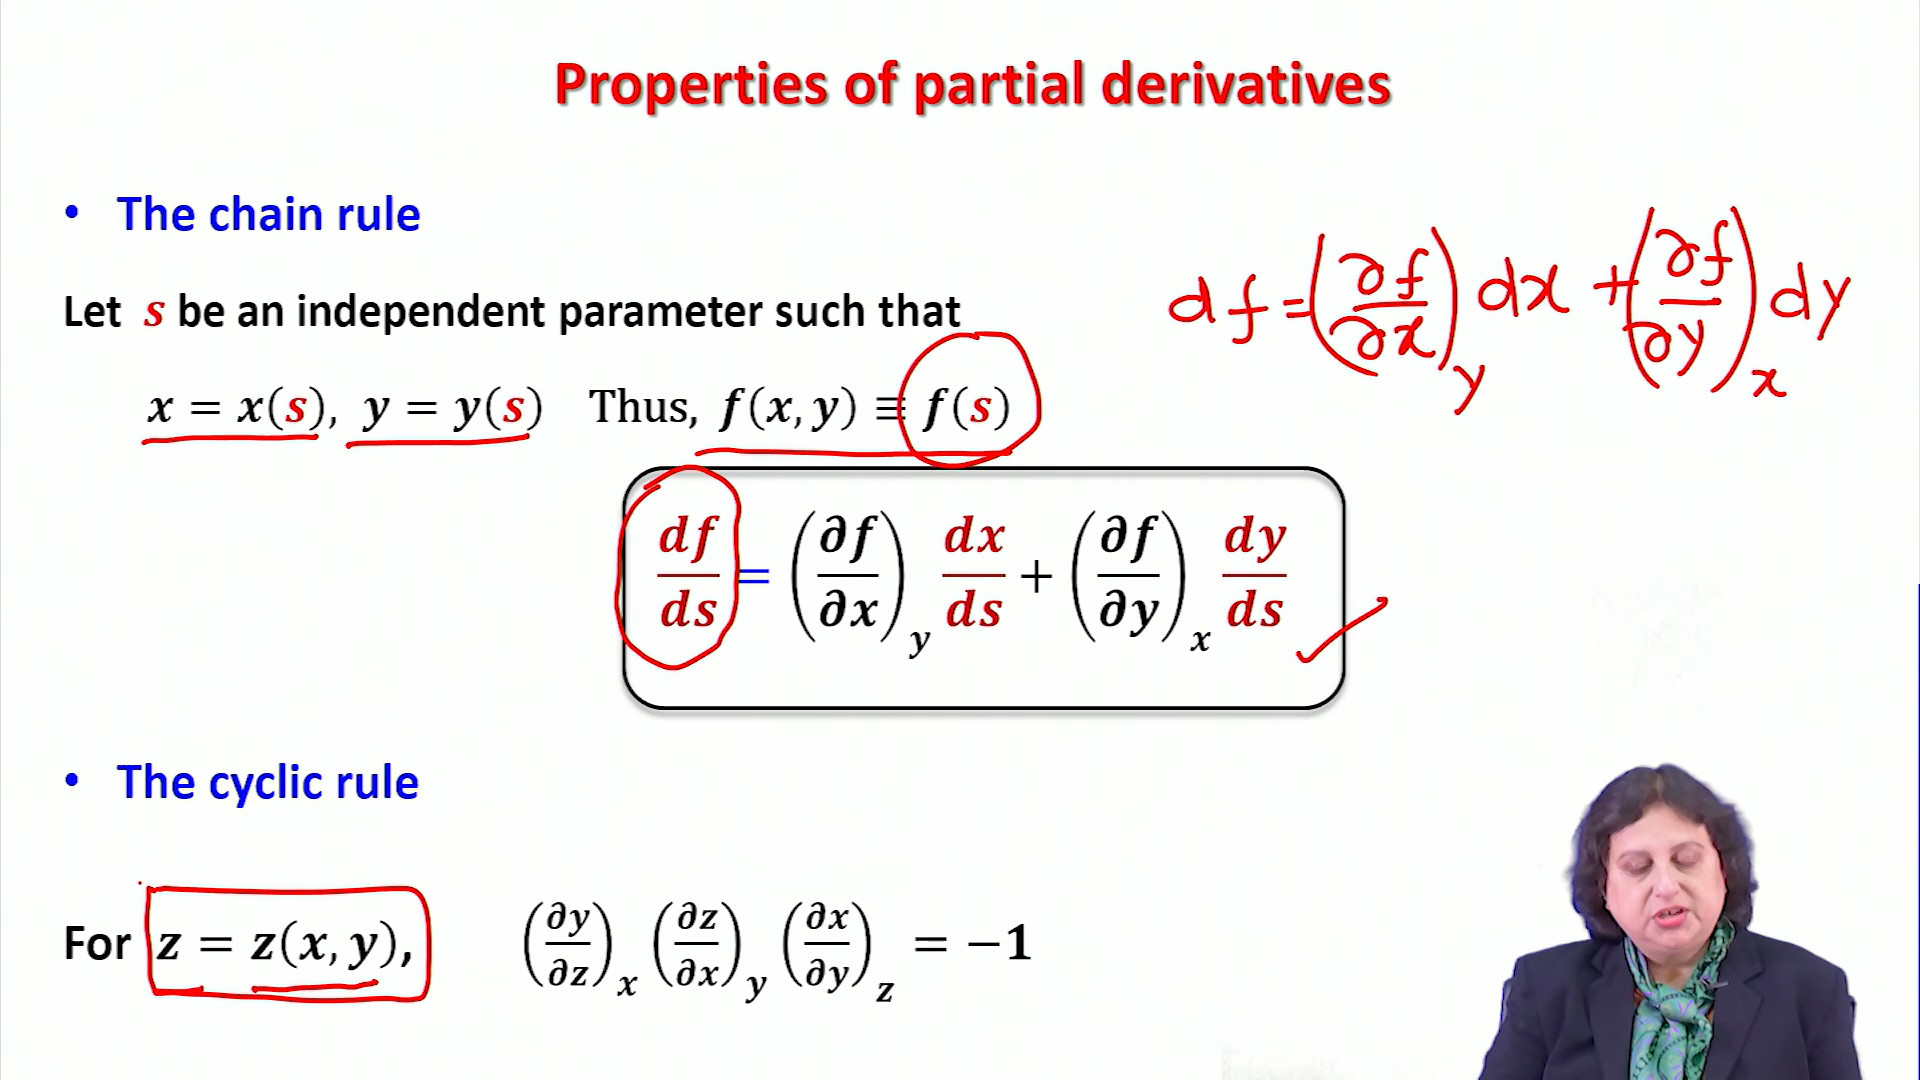 Properties of partial derivatives
• The chain rule
Let s be an independent parameter such that
df = (∂f/∂x)_y dx + (∂f/∂y)_x dy
x = x(s), y = y(s) Thus, f(x, y) ≡ f(s)
df/ds = (∂f/∂x)_y dx/ds + (∂f/∂y)_x dy/ds
• The cyclic rule
For z = z(x, y), (∂y/∂z)_x (∂z/∂x)_y (∂x/∂y)_z = −1